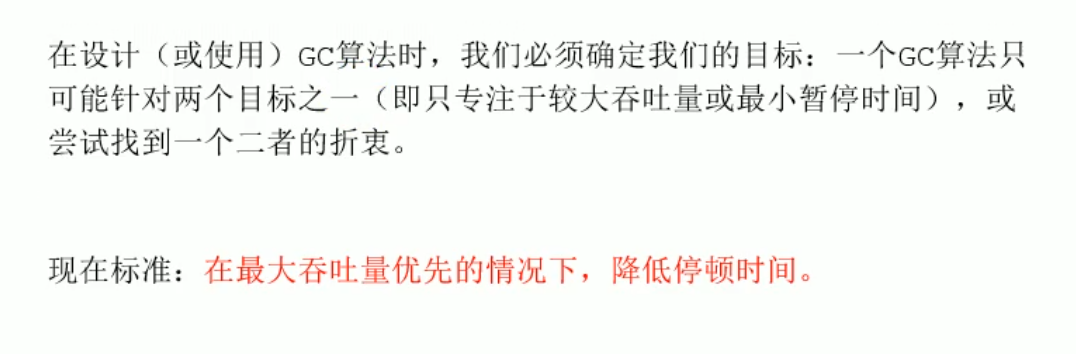 在设计（或使用）GC算法时，我们必须确定我们的目标：一个GC算法只
可能针对两个目标之一（即只专注于较大吞吐量或最小暂停时间），或
尝试找到一个二者的折衷。
现在标准：在最大吞吐量优先的情况下，降低停顿时间。